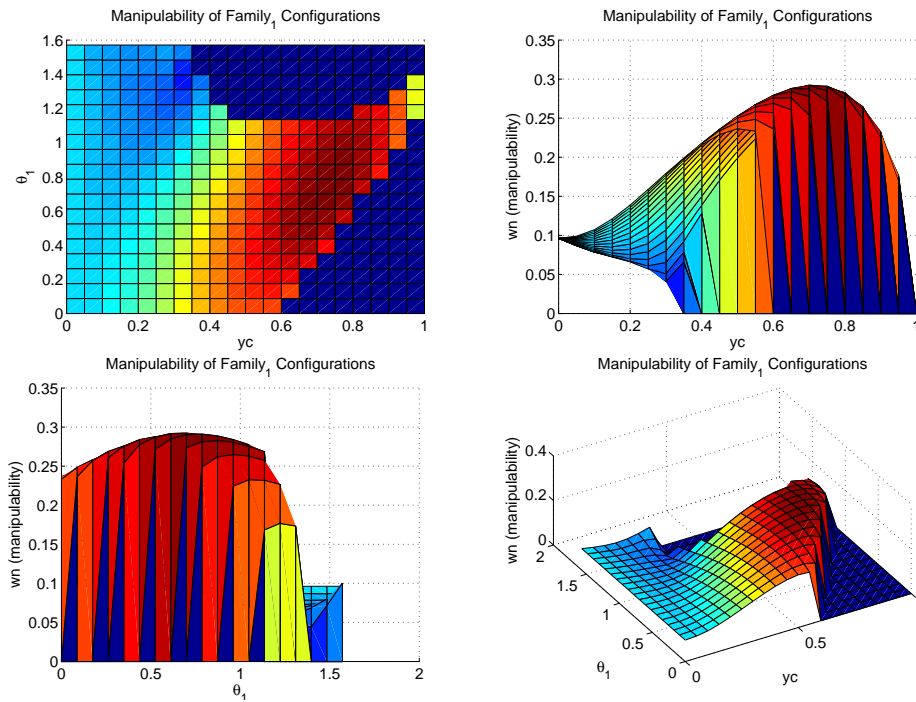 Manipulability of Family1 Configurations
1.6
1.4
1.2
1
0.8
0.6
0.4
0.2
0
θ1
0 0.2 0.4 0.6 0.8 1
yc
Manipulability of Family1 Configurations
0.35
0.3
0.25
0.2
0.15
0.1
0.05
0
wn (manipulability)
0 0.2 0.4 0.6 0.8 1
yc
Manipulability of Family1 Configurations
0.35
0.3
0.25
0.2
0.15
0.1
0.05
0
wn (manipulability)
0 0.5 1 1.5 2
θ1
Manipulability of Family1 Configurations
0.4
0.2
0
wn (manipulability)
2
1.5
1
0.5
0
θ1
0
0.5
yc